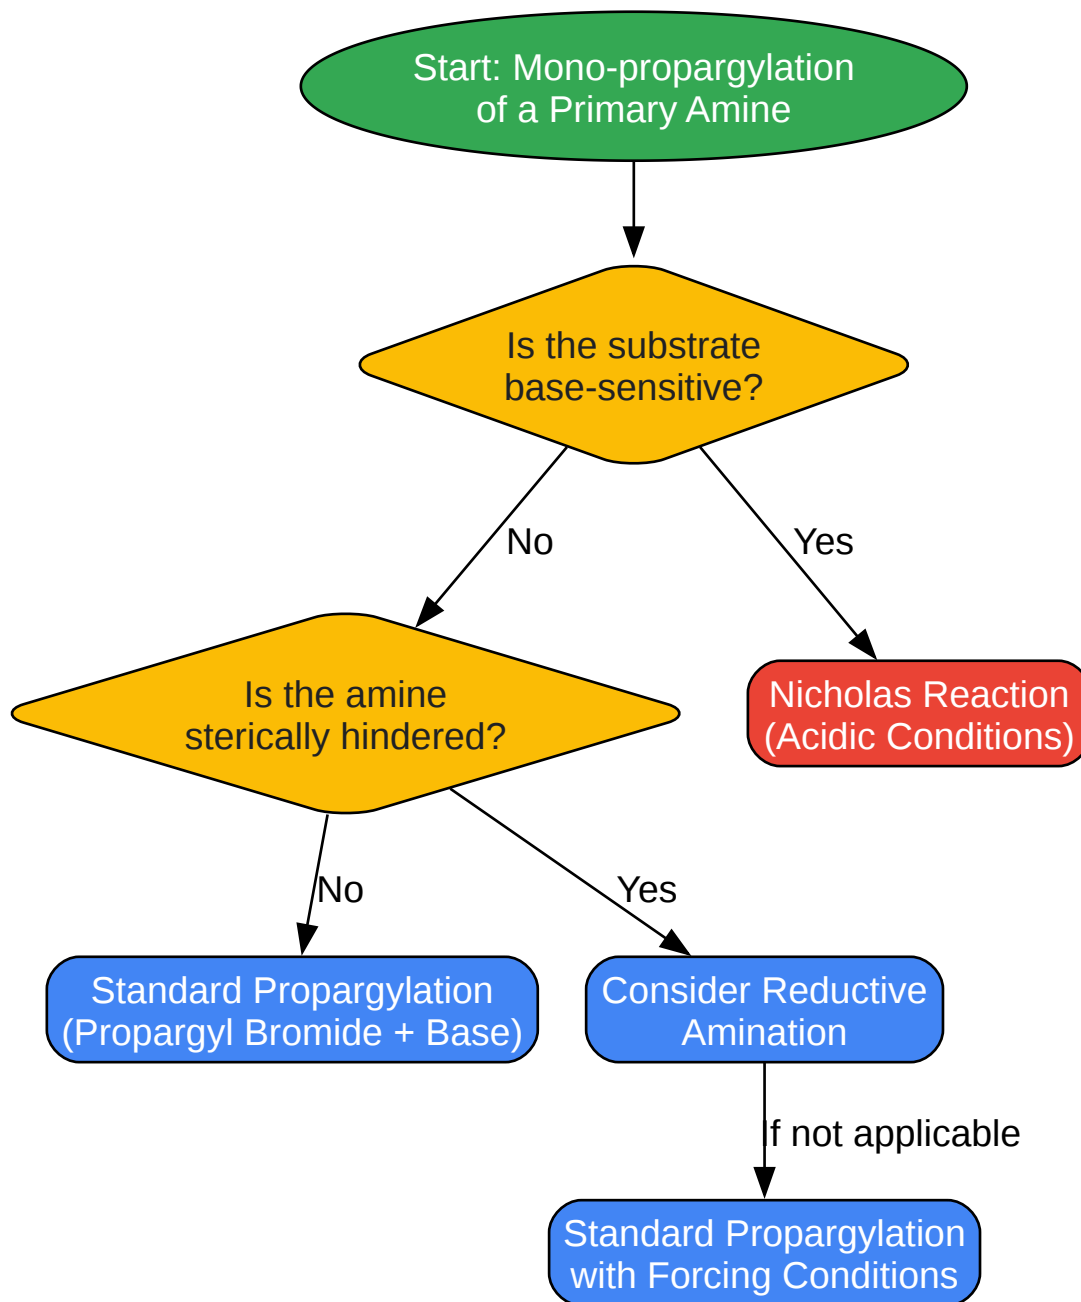 Start: Mono-propargylation
of a Primary Amine
Is the substrate
base-sensitive?
No
Yes
Is the amine
sterically hindered?
Nicholas Reaction
(Acidic Conditions)
No
Yes
Standard Propargylation
(Propargyl Bromide + Base)
Consider Reductive
Amination
If not applicable
Standard Propargylation
with Forcing Conditions